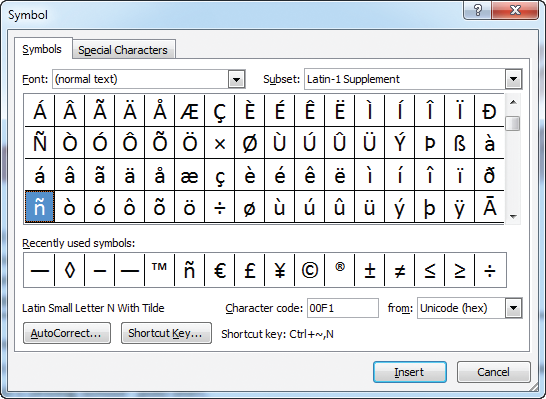 Symbol
Symbols Special Characters
Font: (normal text) Subset: Latin-1 Supplement
Á Â Ã Ä Å Æ Ç È É Ê Ë Ì Í Î Ï Ð
Ñ Ò Ó Ô Õ Ö × Ø Ù Ú Û Ü Ý Þ ß à
á â ã ä å æ ç è é ê ë ì í î ï ð
ñ ò ó ô õ ö ÷ ø ù ú û ü ý þ ÿ Ā
Recently used symbols:
— ◊ – — ™ ñ € £ ¥ © ® ± ≠ ≤ ≥ ÷
Latin Small Letter N With Tilde Character code: 00F1 from: Unicode (hex)
AutoCorrect... Shortcut Key... Shortcut key: Ctrl+~,N
Insert Cancel